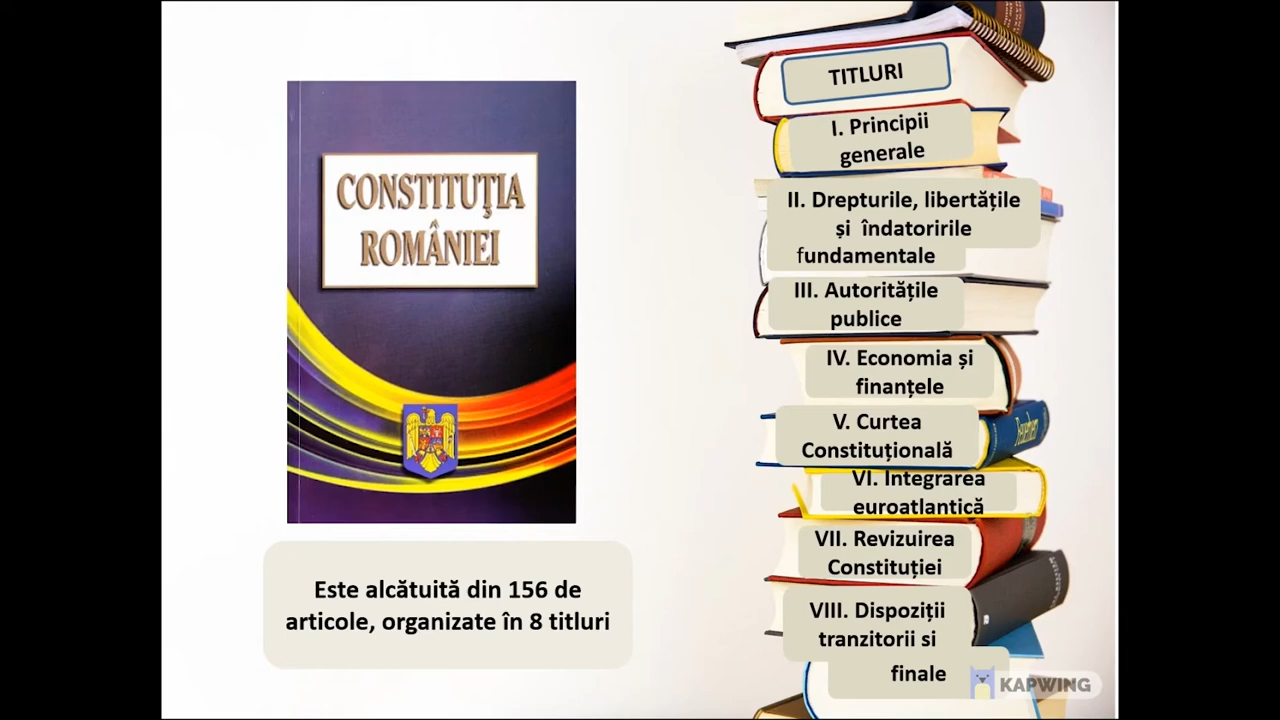 CONSTITUŢIA
ROMÂNIEI
Este alcătuită din 156 de
articole, organizate în 8 titluri
TITLURI
I. Principii
generale
II. Drepturile, libertățile
și îndatoririle
fundamentale
III. Autoritățile
publice
IV. Economia și
finanțele
V. Curtea
Constituțională
VI. Integrarea
euroatlantică
VII. Revizuirea
Constituției
VIII. Dispoziții
tranzitorii si
finale
KAPWING